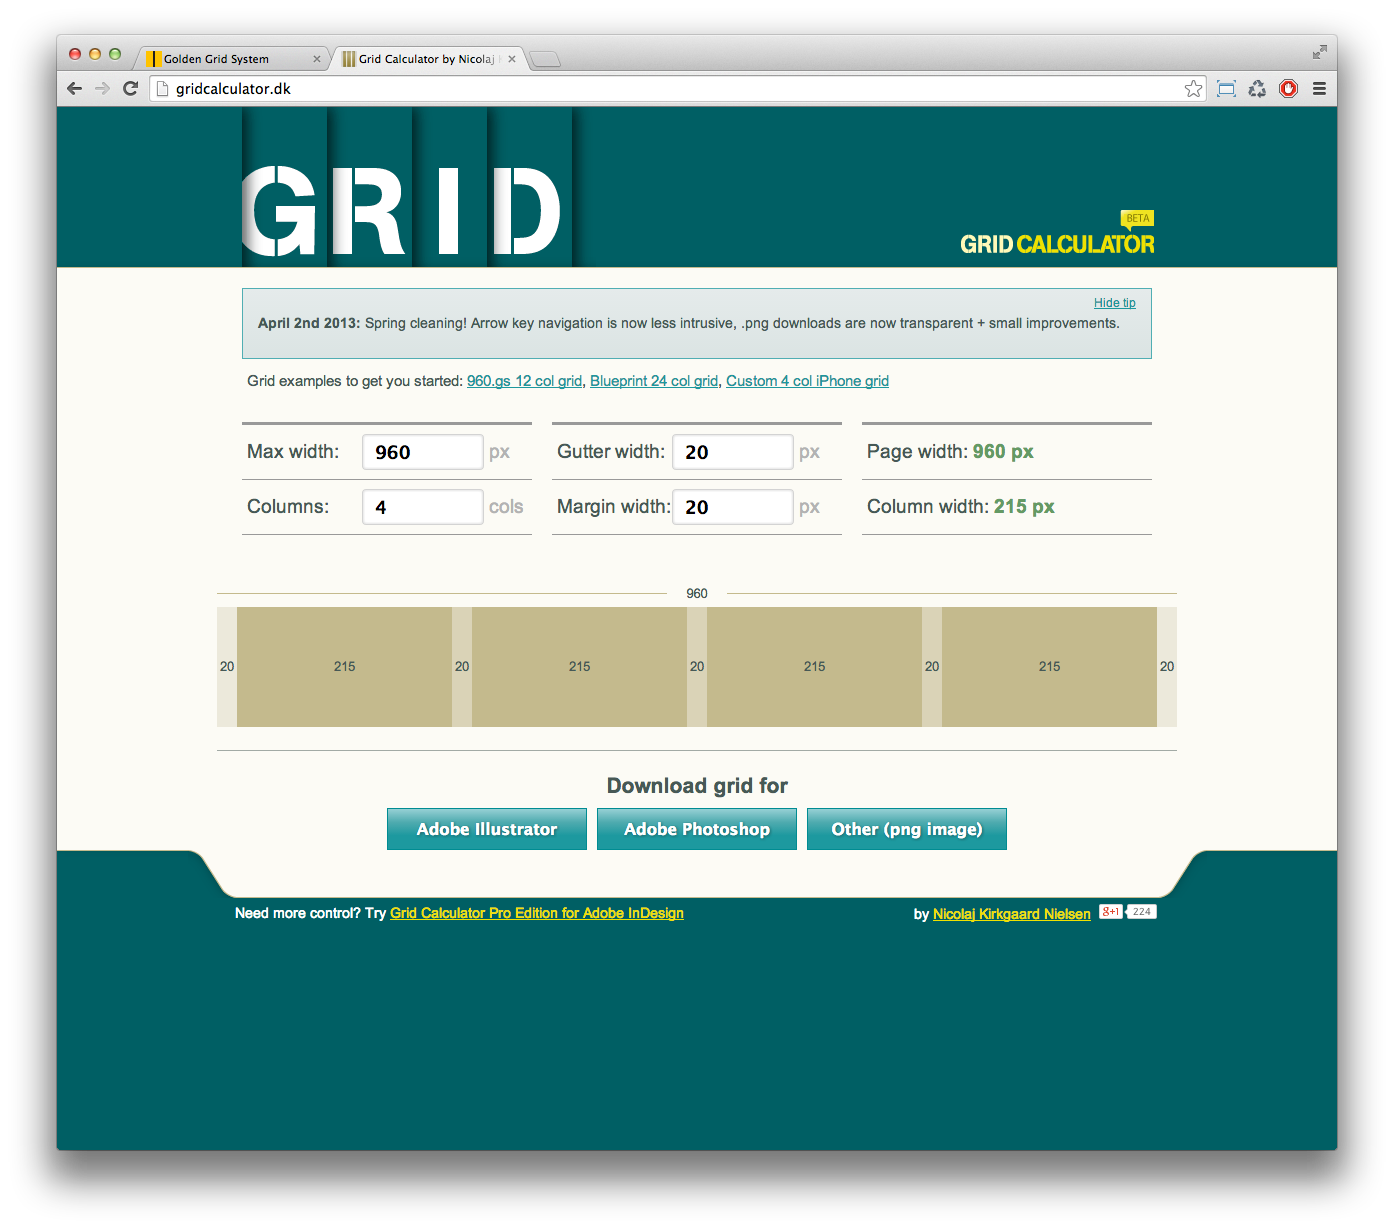 Golden Grid System
Grid Calculator by Nicolaj
gridcalculator.dk
GRID
BETA
GRID CALCULATOR
Hide tip
April 2nd 2013: Spring cleaning! Arrow key navigation is now less intrusive, .png downloads are now transparent + small improvements.
Grid examples to get you started: 960.gs 12 col grid, Blueprint 24 col grid, Custom 4 col iPhone grid
Max width: 960 px Gutter width: 20 px Page width: 960 px
Columns: 4 cols Margin width: 20 px Column width: 215 px
960
20 215 20 215 20 215 20 215 20
Download grid for
Adobe Illustrator Adobe Photoshop Other (png image)
Need more control? Try Grid Calculator Pro Edition for Adobe InDesign by Nicolaj Kirkgaard Nielsen g+1 224